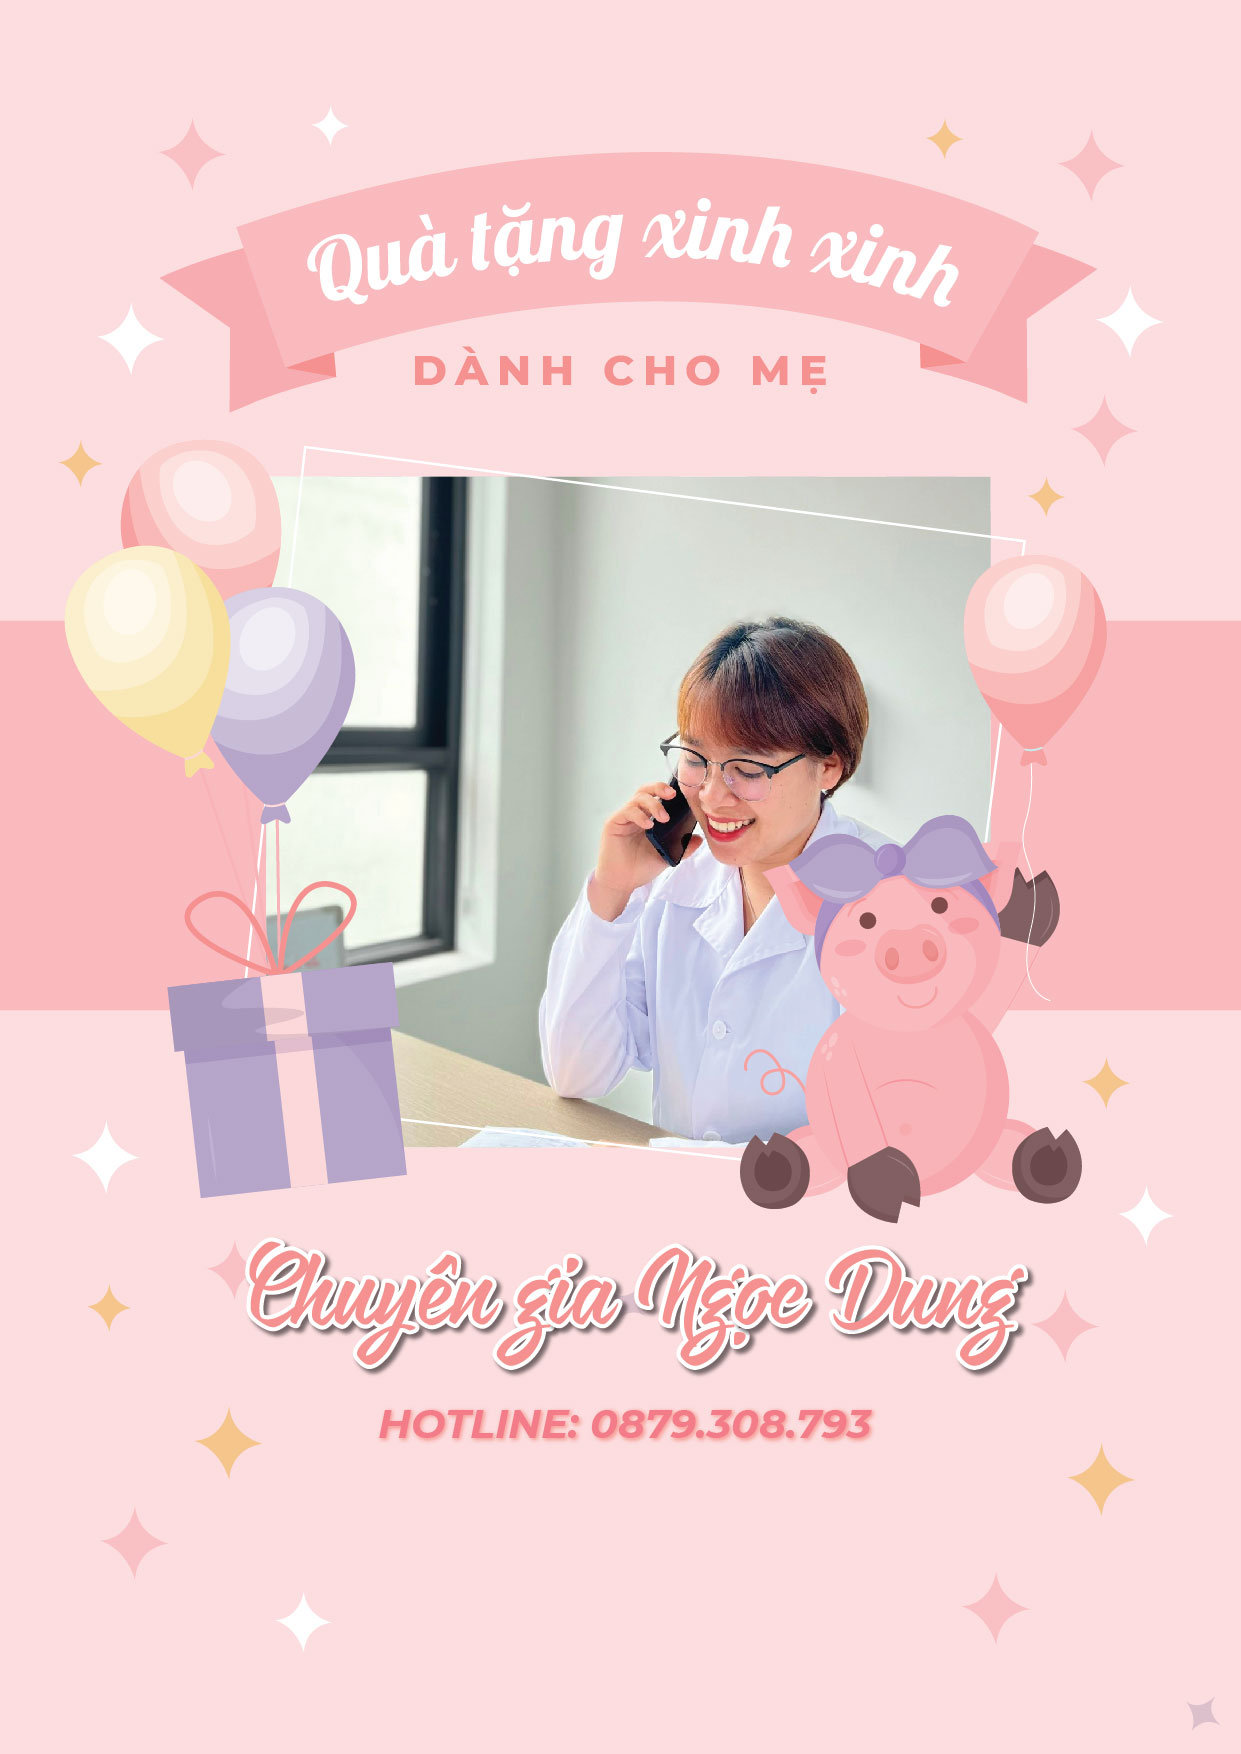 Quà tặng xinh xinh
DÀNH CHO MẸ
Chuyên gia Ngọc Dung
HOTLINE: 0879.308.793